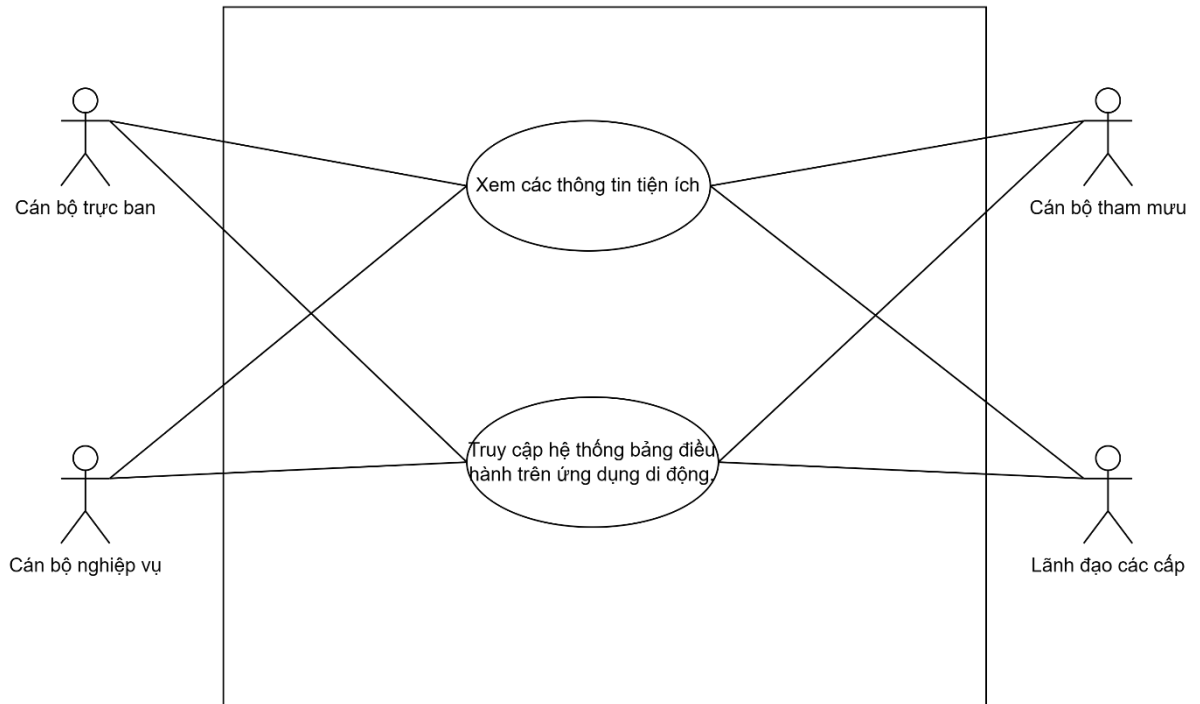 Xem các thông tin tiện ích
Cán bộ trực ban
Cán bộ tham mưu
Truy cập hệ thống bảng điều
hành trên ứng dụng di động.
Cán bộ nghiệp vụ
Lãnh đạo các cấp